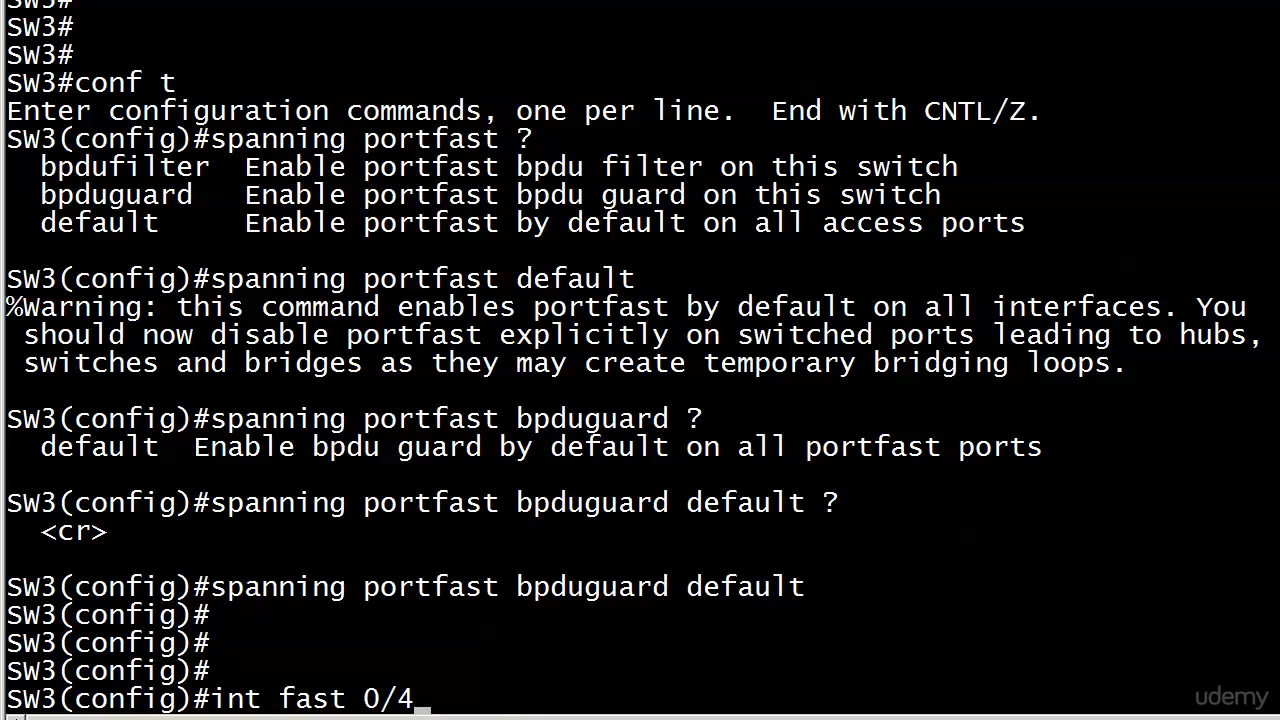 SW3#
SW3#
SW3#
SW3#conf t
Enter configuration commands, one per line.  End with CNTL/Z.
SW3(config)#spanning portfast ?
  bpdufilter  Enable portfast bpdu filter on this switch
  bpduguard   Enable portfast bpdu guard on this switch
  default     Enable portfast by default on all access ports
SW3(config)#spanning portfast default
%Warning: this command enables portfast by default on all interfaces. You
 should now disable portfast explicitly on switched ports leading to hubs,
 switches and bridges as they may create temporary bridging loops.
SW3(config)#spanning portfast bpduguard ?
  default  Enable bpdu guard by default on all portfast ports
SW3(config)#spanning portfast bpduguard default ?
  <cr>
SW3(config)#spanning portfast bpduguard default
SW3(config)#
SW3(config)#
SW3(config)#
SW3(config)#int fast 0/4
udemy